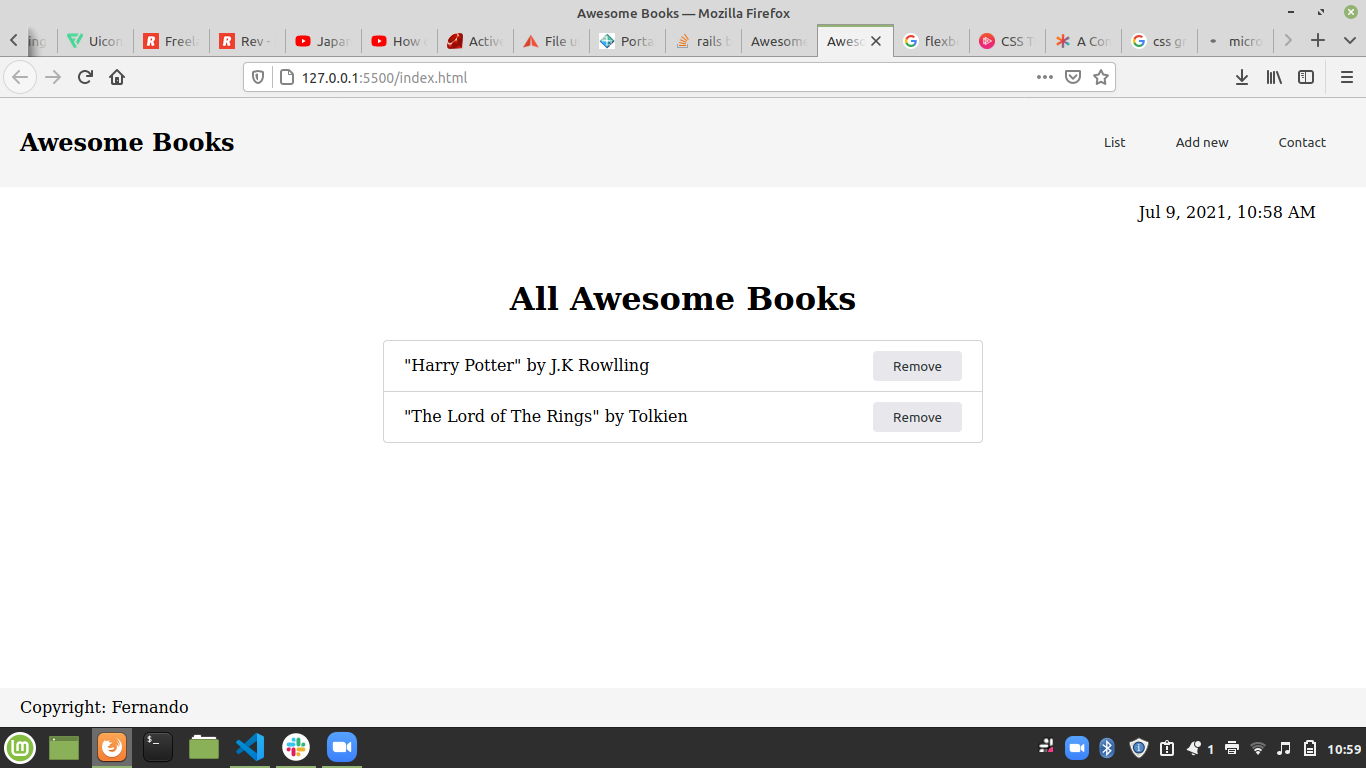 Awesome Books — Mozilla Firefox
ing Uicon Freel Rev - Japan How Active File u Porta rails b Awesome Aweso flexb CSS T A Con css gr micro
127.0.0.1:5500/index.html
Awesome Books List Add new Contact
Jul 9, 2021, 10:58 AM
All Awesome Books
"Harry Potter" by J.K Rowlling Remove
"The Lord of The Rings" by Tolkien Remove
Copyright: Fernando
1 10:59